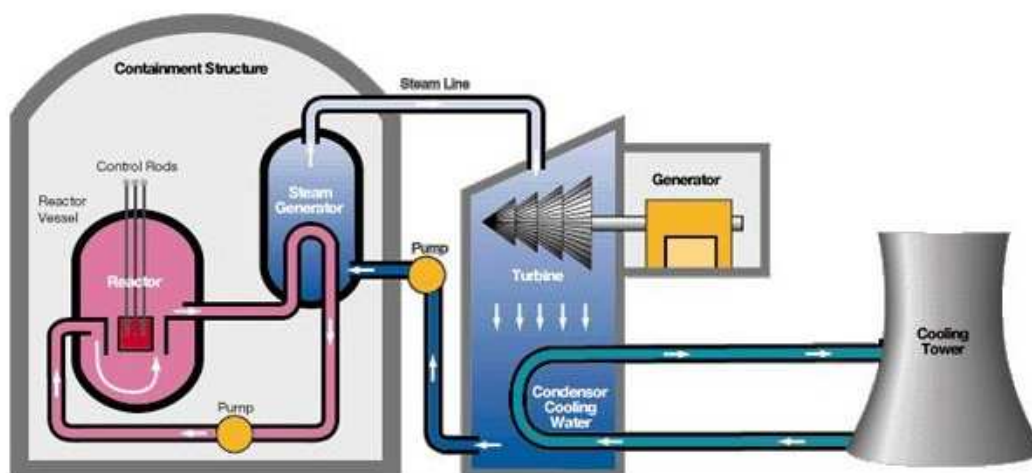 Containment Structure
Steam Line
Control Rods
Reactor
Vessel
Steam
Generator
Generator
Pump
Reactor
Turbine
Cooling
Tower
Condensor
Cooling
Water
Pump